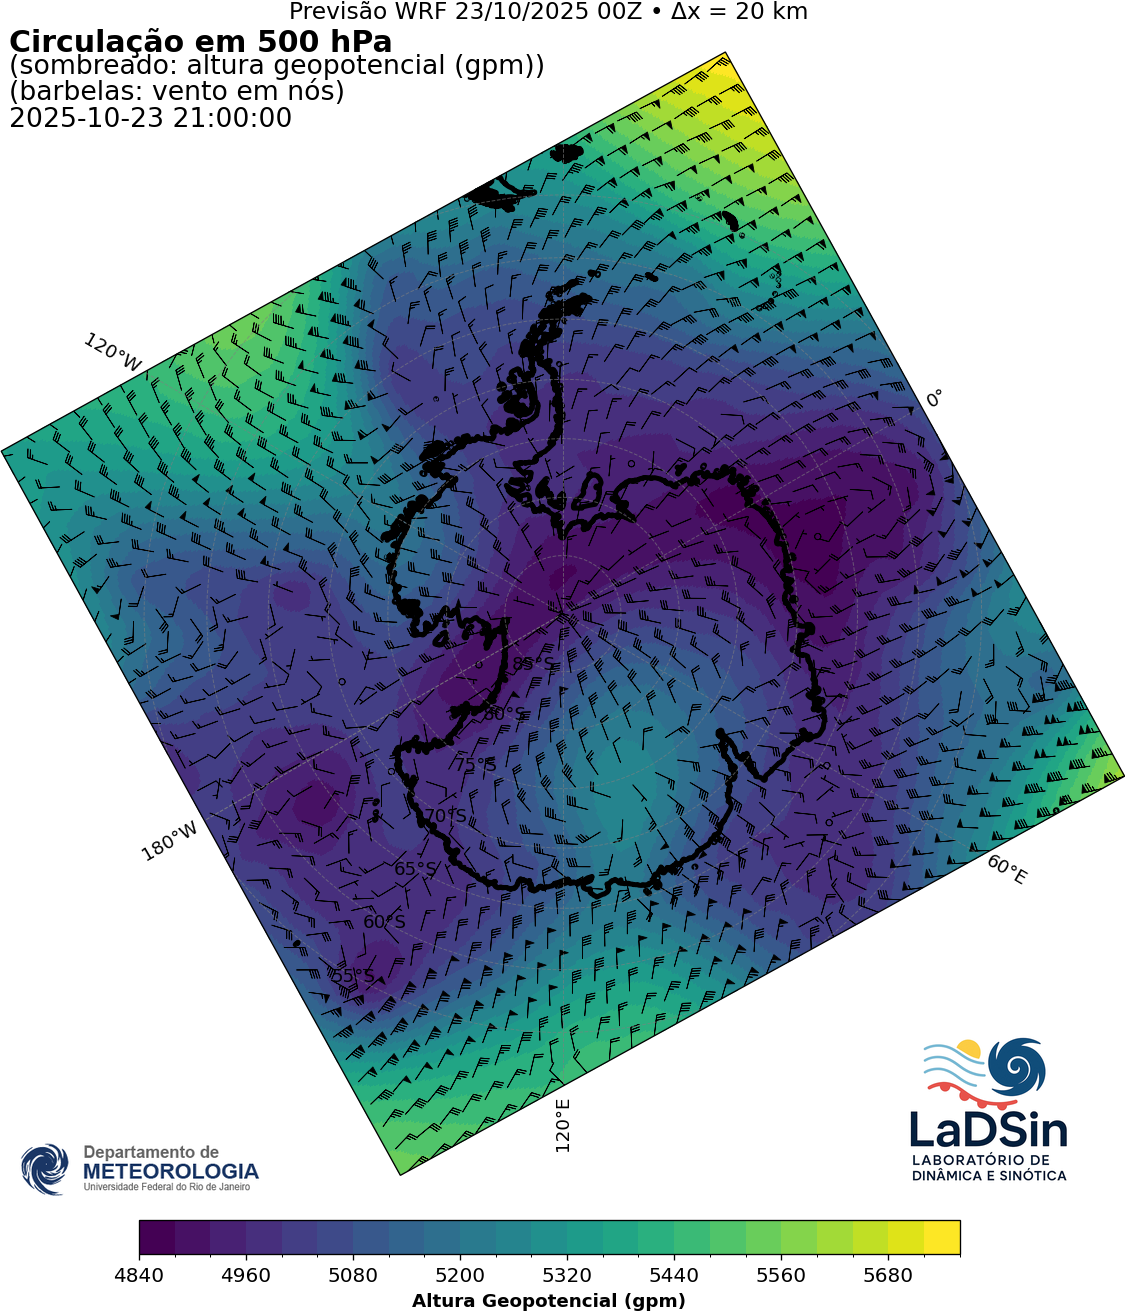 Previsão WRF 23/10/2025 00Z • Δx = 20 km
Circulação em 500 hPa
(sombreado: altura geopotencial (gpm))
(barbelas: vento em nós)
2025-10-23 21:00:00
120°W
0°
85°S
80°S
75°S
70°S
180°W
65°S
60°E
60°S
55°S
120°E
LaDSin
LABORATÓRIO DE
DINÂMICA E SINÓTICA
Departamento de
METEOROLOGIA
Universidade Federal do Rio de Janeiro
4840 4960 5080 5200 5320 5440 5560 5680
Altura Geopotencial (gpm)